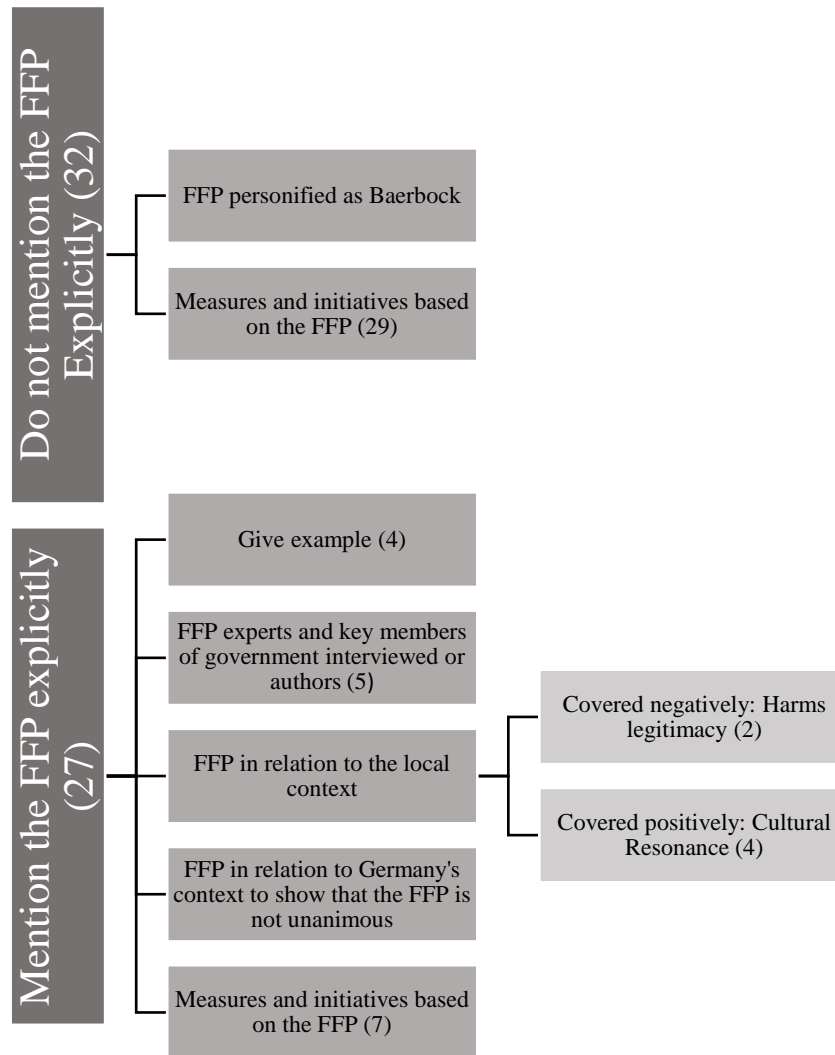 Do not mention the FFP
Explicitly (32)
FFP personified as Baerbock
Measures and initiatives based
on the FFP (29)
Mention the FFP explicitly
(27)
Give example (4)
FFP experts and key members
of government interviewed or
authors (5)
FFP in relation to the local
context
Covered negatively: Harms
legitimacy (2)
Covered positively: Cultural
Resonance (4)
FFP in relation to Germany's
context to show that the FFP is
not unanimous
Measures and initiatives based
on the FFP (7)